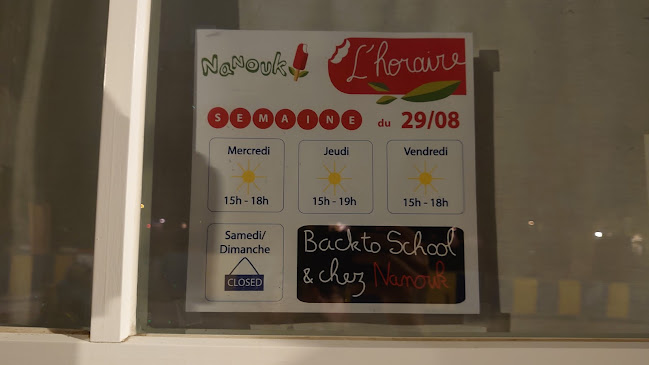 Nanouk
L'horaire
SEMAINE du 29/08
Mercredi
15h - 18h
Jeudi
15h - 19h
Vendredi
15h - 18h
Samedi/
Dimanche
CLOSED
Back to School
& chez Nanouk